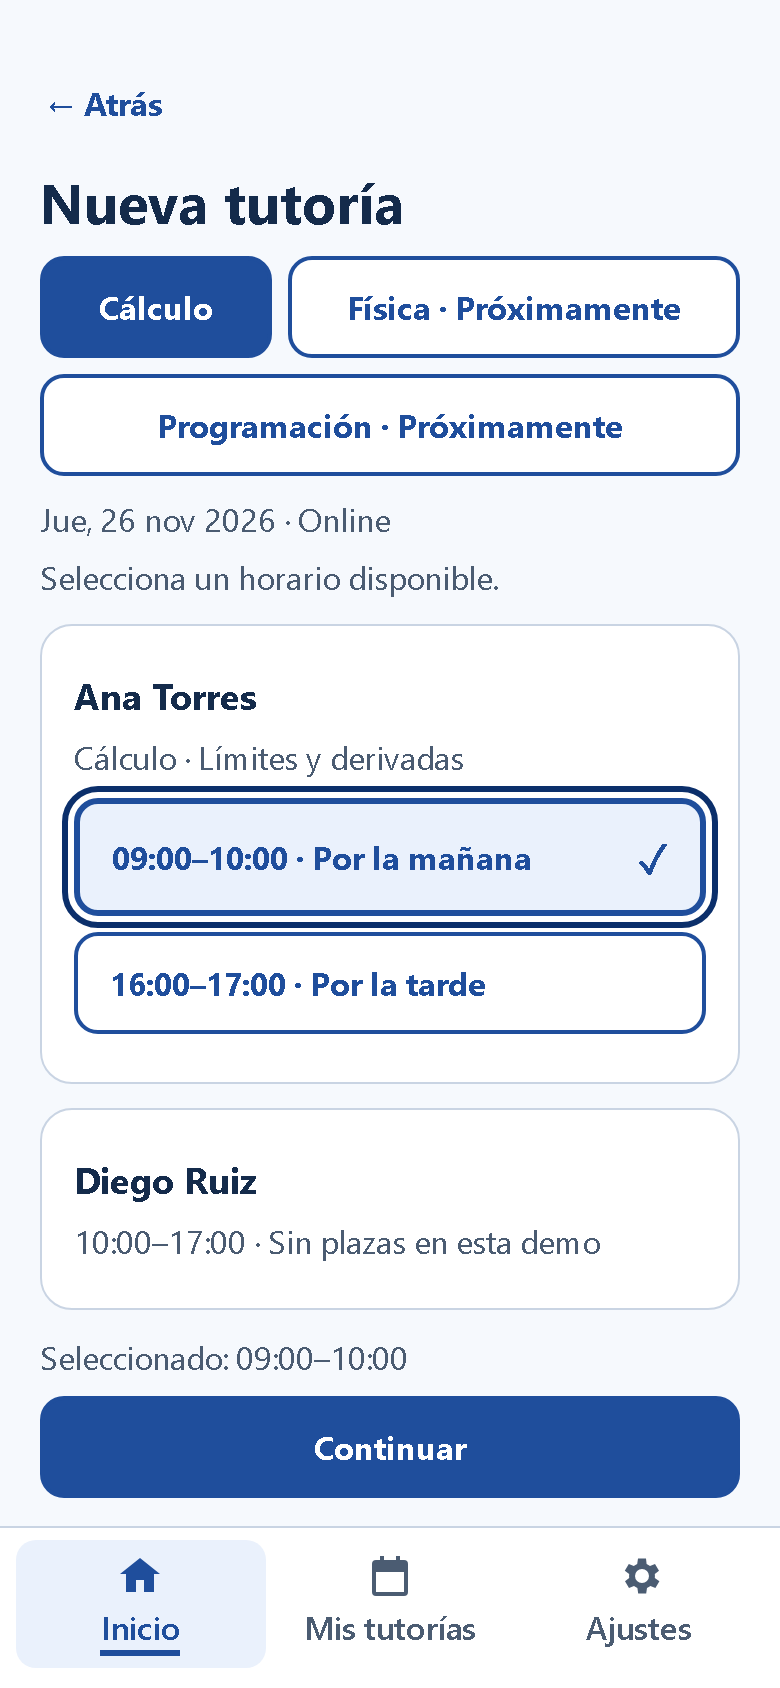 ← Atrás
Nueva tutoría
Cálculo
Física · Próximamente
Programación · Próximamente
Jue, 26 nov 2026 · Online
Selecciona un horario disponible.
Ana Torres
Cálculo · Límites y derivadas
09:00–10:00 · Por la mañana ✓
16:00–17:00 · Por la tarde
Diego Ruiz
10:00–17:00 · Sin plazas en esta demo
Seleccionado: 09:00–10:00
Continuar
Inicio
Mis tutorías
Ajustes